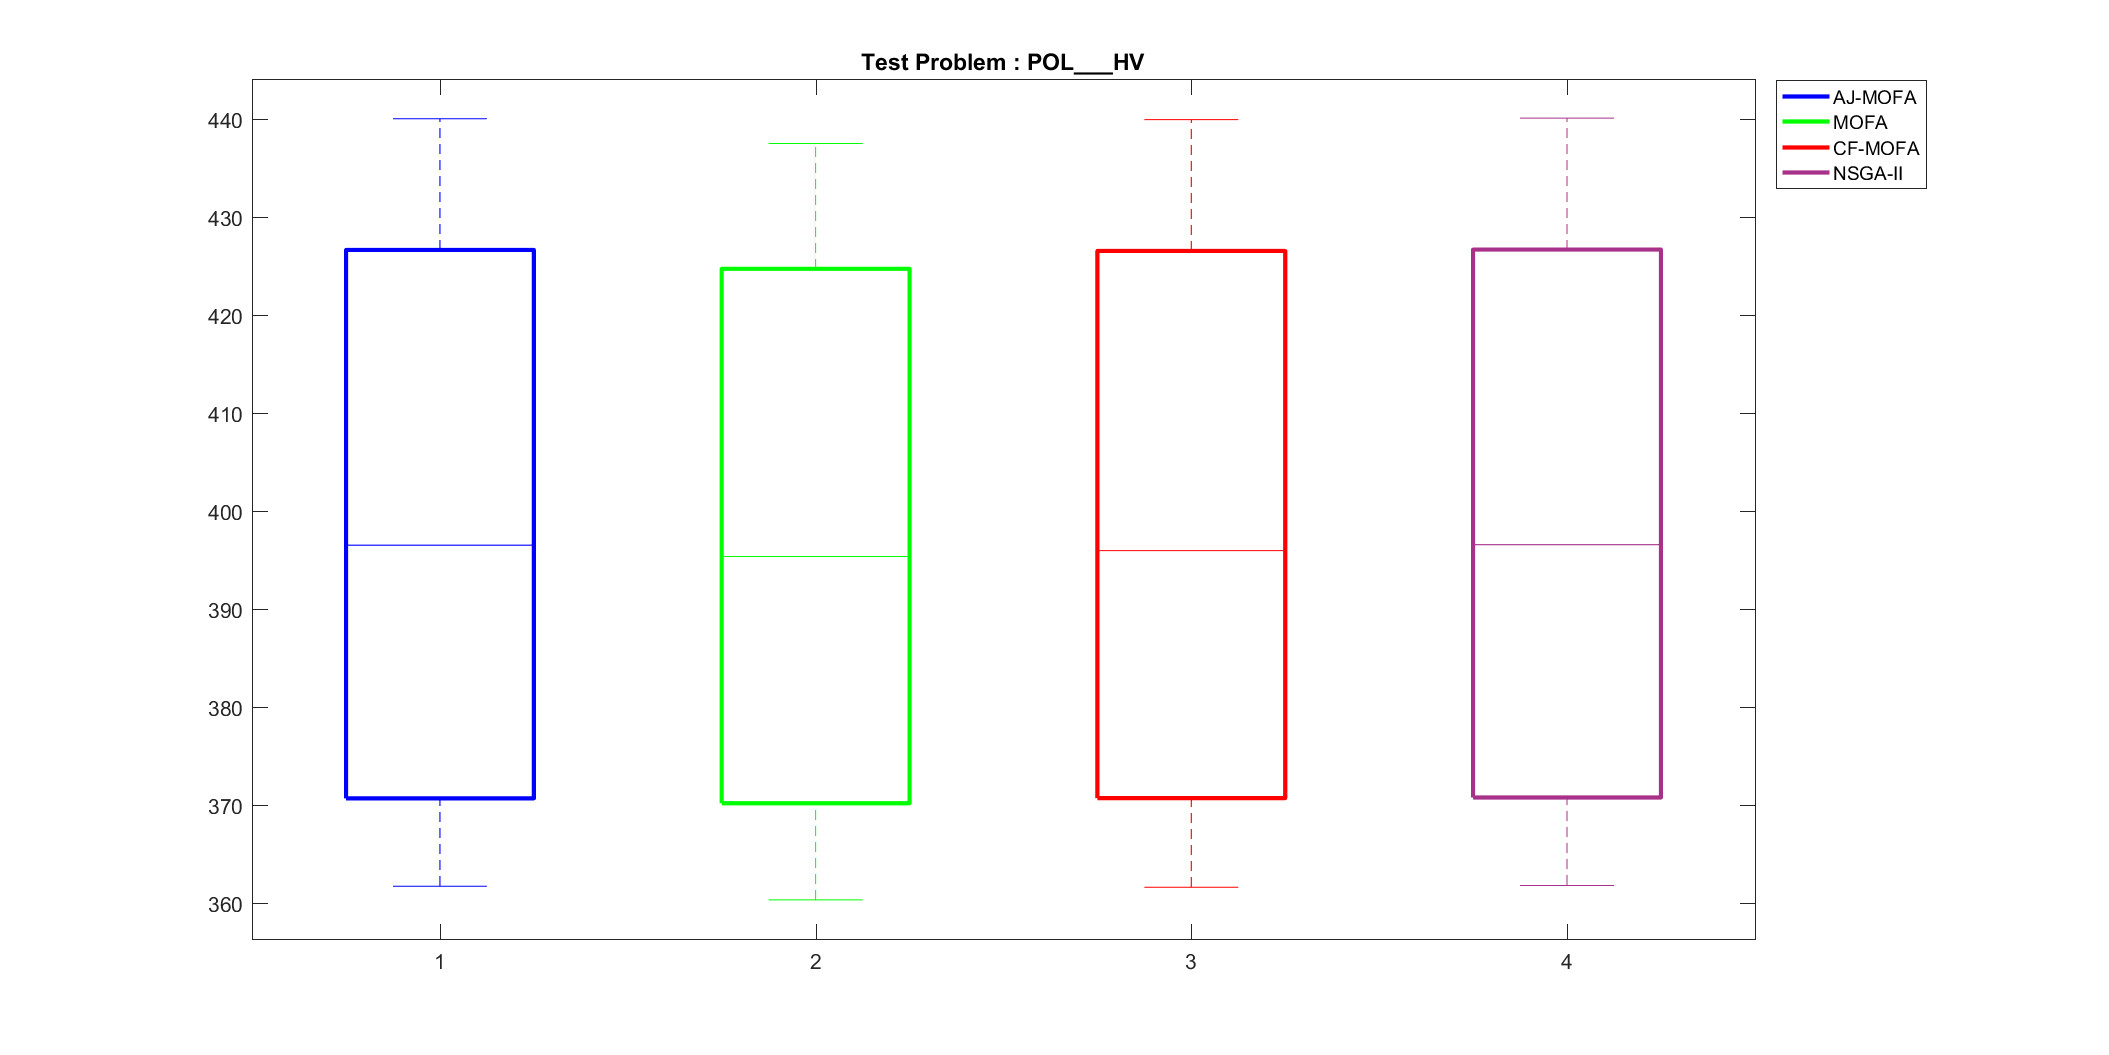 Test Problem : POL___HV
440
430
420
410
400
390
380
370
360
1 2 3 4
AJ-MOFA
MOFA
CF-MOFA
NSGA-II